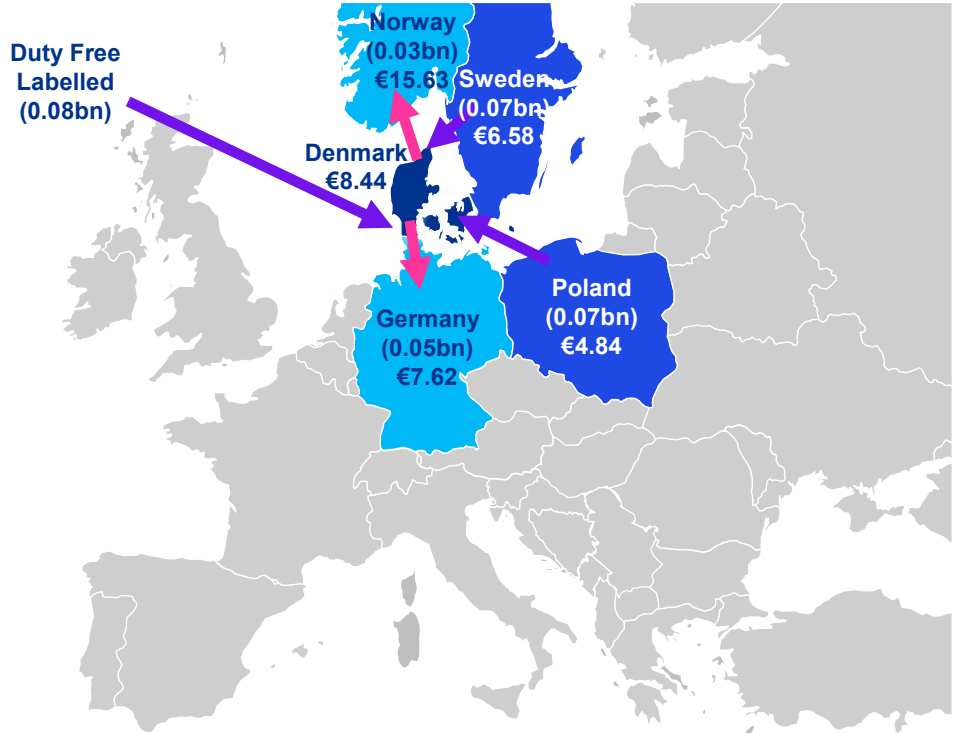 Norway
(0.03bn)
€15.63
Duty Free
Labelled
(0.08bn)
Sweden
(0.07bn)
€6.58
Denmark
€8.44
Poland
(0.07bn)
€4.84
Germany
(0.05bn)
€7.62